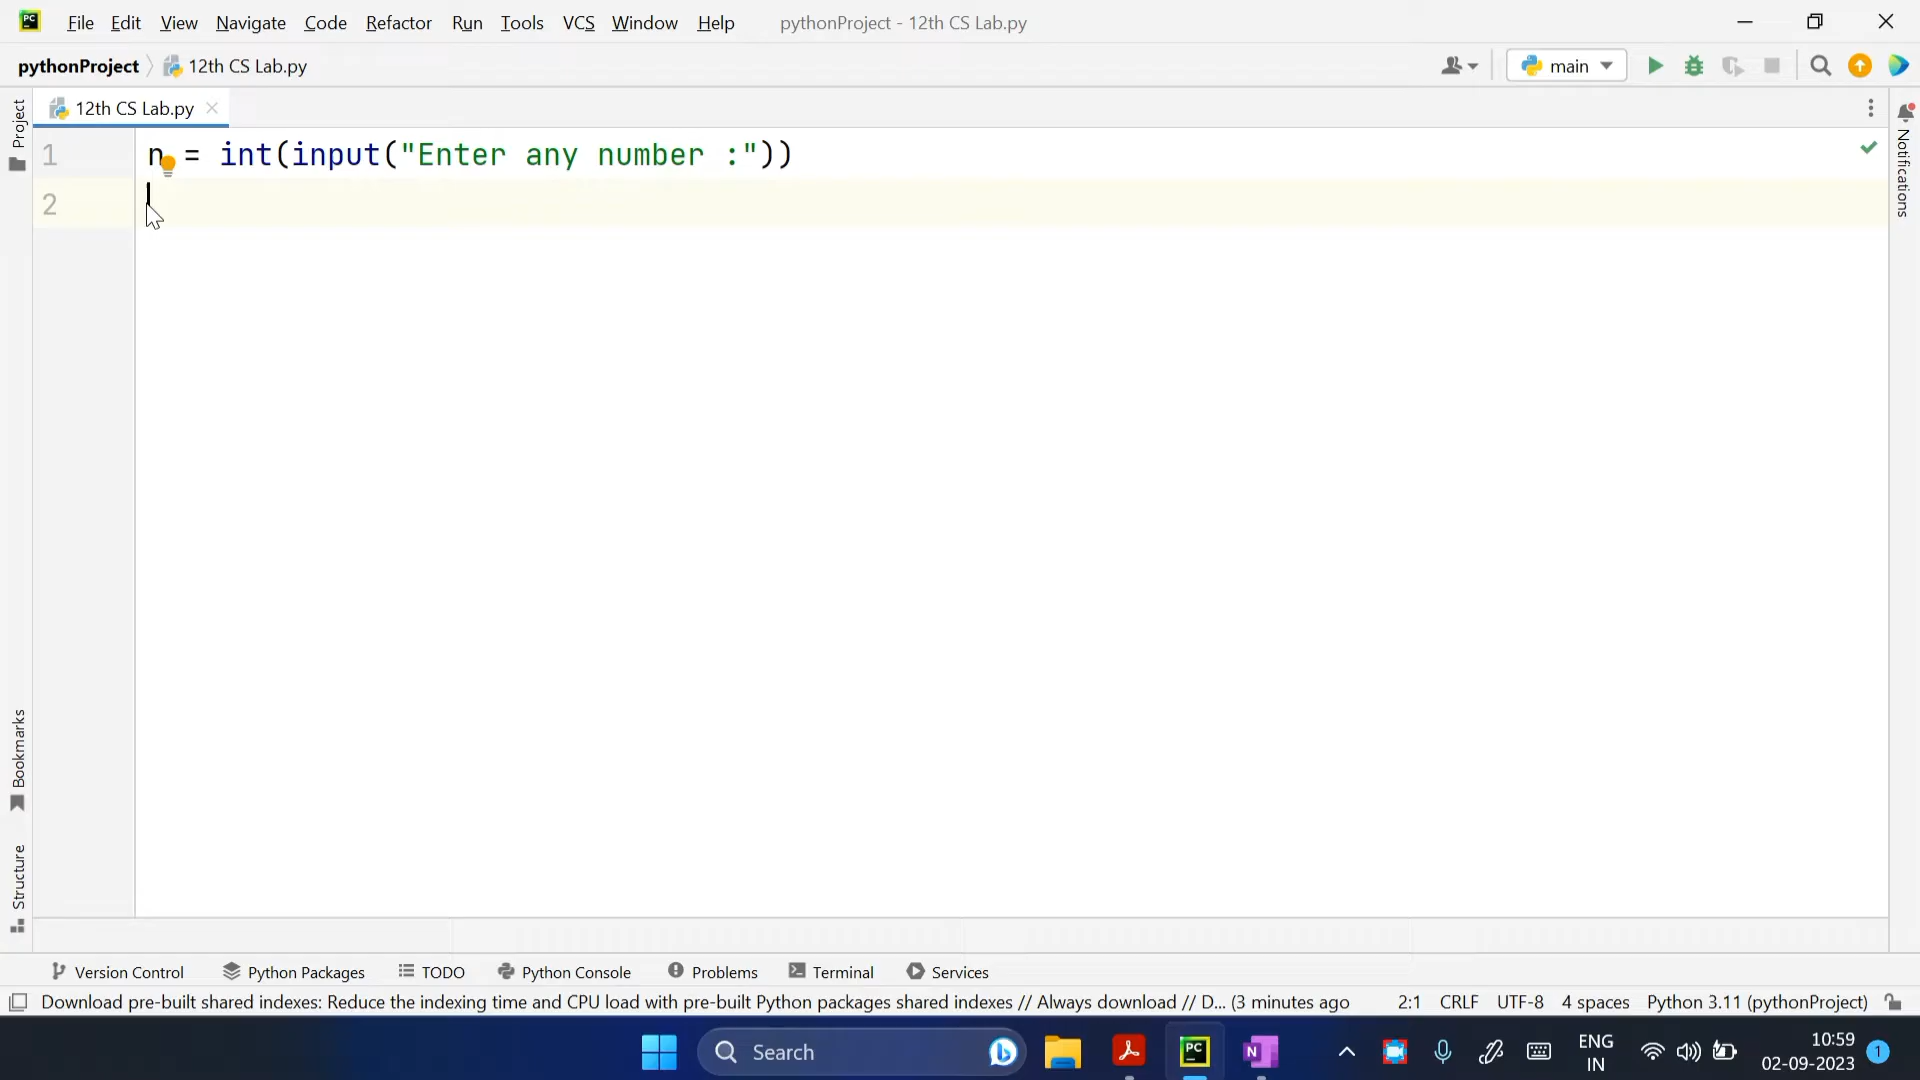 PC File Edit View Navigate Code Refactor Run Tools VCS Window Help pythonProject - 12th CS Lab.py
pythonProject 12th CS Lab.py main
12th CS Lab.py
Project
Notifications
1 n = int(input("Enter any number :"))
2
Bookmarks
Structure
Version Control Python Packages TODO Python Console Problems Terminal Services
Download pre-built shared indexes: Reduce the indexing time and CPU load with pre-built Python packages shared indexes // Always download // D... (3 minutes ago 2:1 CRLF UTF-8 4 spaces Python 3.11 (pythonProject)
Search PC N ENG 10:59
IN 02-09-2023 1